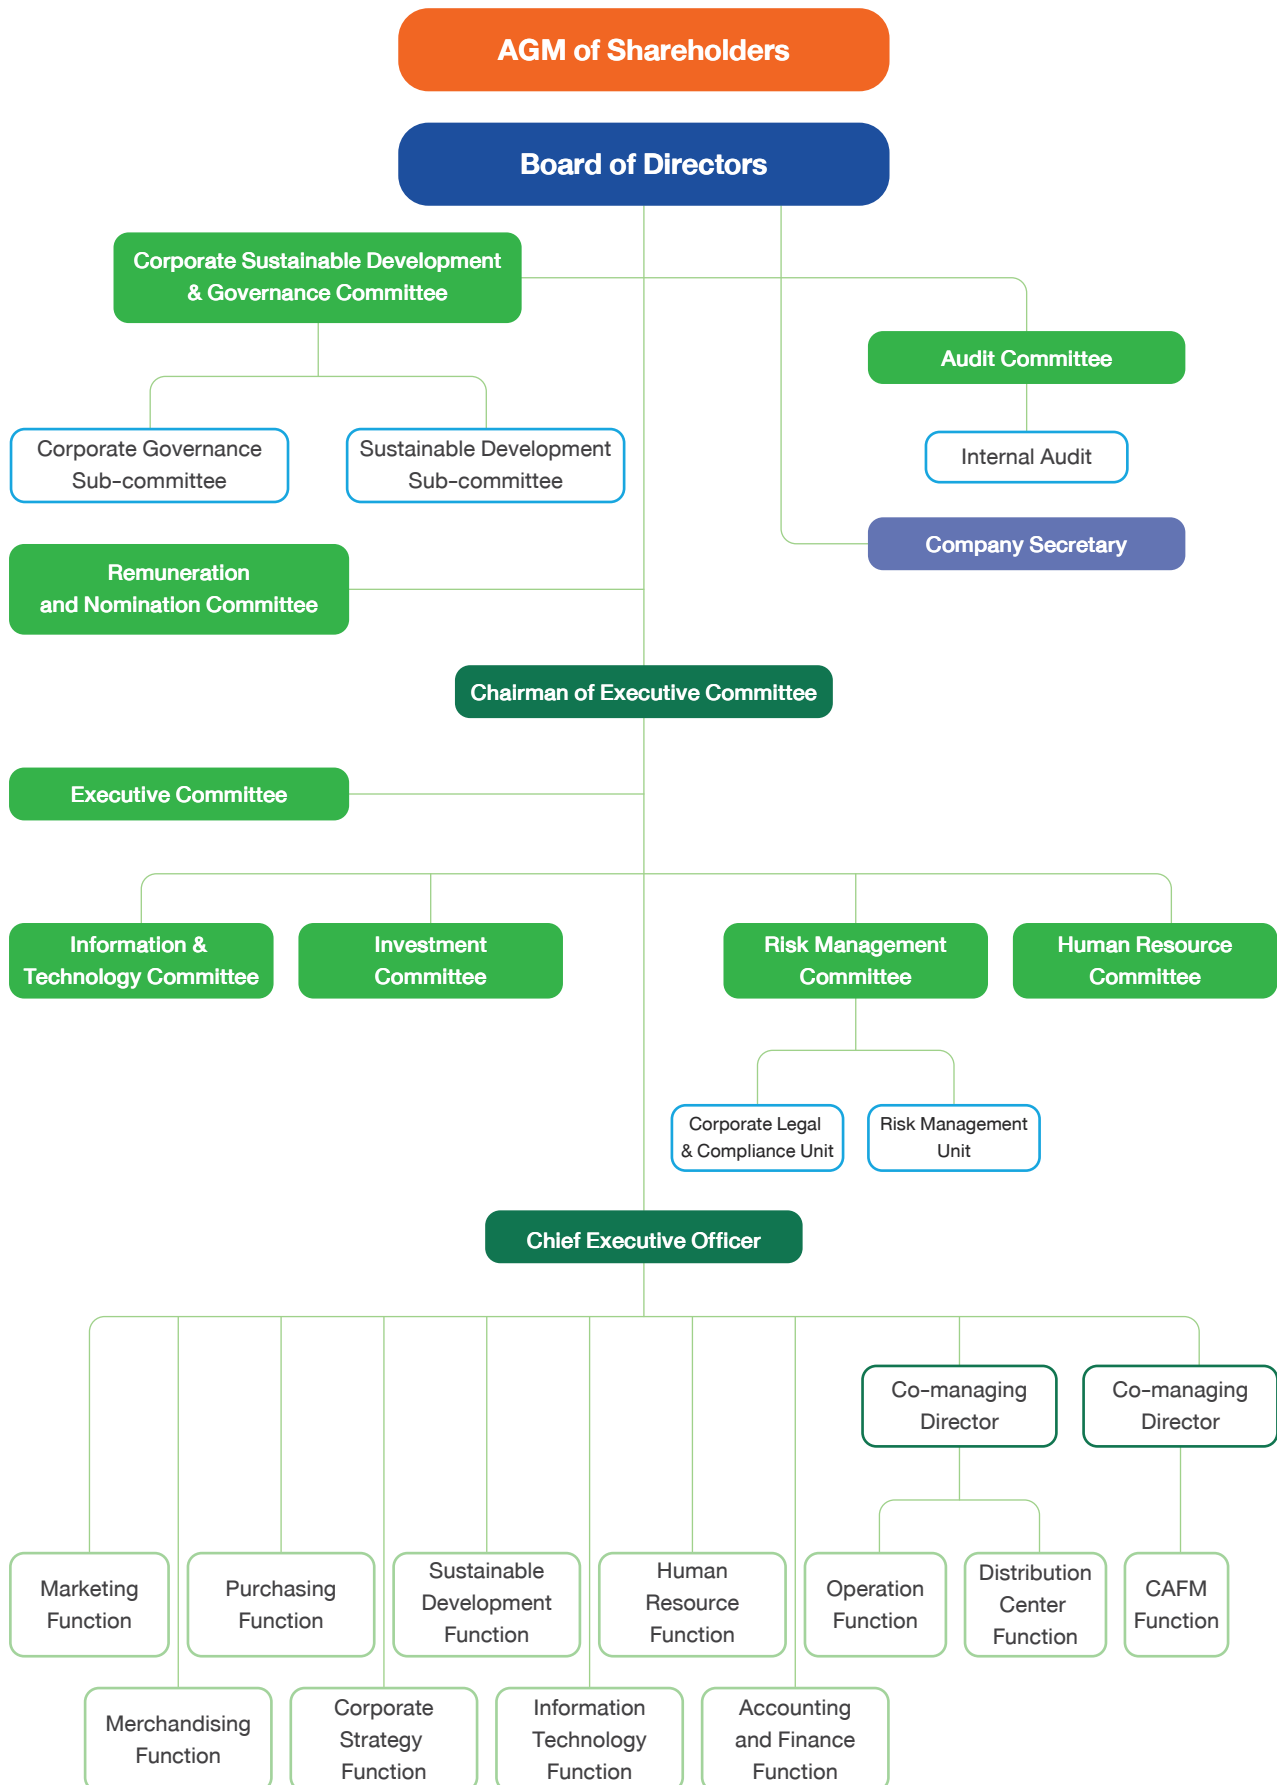 AGM of Shareholders
Board of Directors
Corporate Sustainable Development
& Governance Committee
Audit Committee
Corporate Governance
Sub-committee
Sustainable Development
Sub-committee
Internal Audit
Company Secretary
Remuneration
and Nomination Committee
Chairman of Executive Committee
Executive Committee
Information &
Technology Committee
Investment
Committee
Risk Management
Committee
Human Resource
Committee
Corporate Legal
& Compliance Unit
Risk Management
Unit
Chief Executive Officer
Co-managing
Director
Co-managing
Director
Marketing
Function
Purchasing
Function
Sustainable
Development
Function
Human
Resource
Function
Operation
Function
Distribution
Center
Function
CAFM
Function
Merchandising
Function
Corporate
Strategy
Function
Information
Technology
Function
Accounting
and Finance
Function